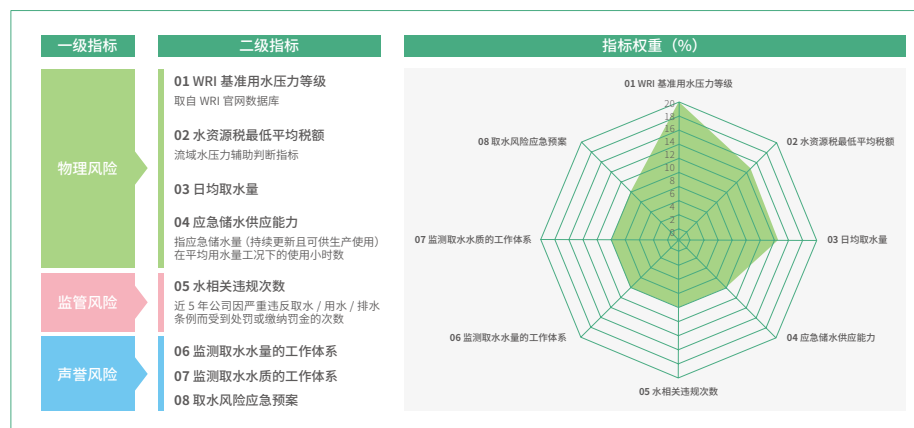 一级指标
二级指标
指标权重（%）
物理风险
01 WRI 基准用水压力等级
取自 WRI 官网数据库
02 水资源税最低平均税额
流域水压力辅助判断指标
03 日均取水量
04 应急储水供应能力
指应急储水量（持续更新且可供生产使用）
在平均用水量工况下的使用小时数
监管风险
05 水相关违规次数
近 5 年公司因严重违反取水 / 用水 / 排水
条例而受到处罚或缴纳罚金的次数
声誉风险
06 监测取水水量的工作体系
07 监测取水水质的工作体系
08 取水风险应急预案
01 WRI 基准用水压力等级
20
18
16
14
12
10
8
6
4
2
0
02 水资源税最低平均税额
03 日均取水量
04 应急储水供应能力
05 水相关违规次数
06 监测取水水量的工作体系
07 监测取水水质的工作体系
08 取水风险应急预案